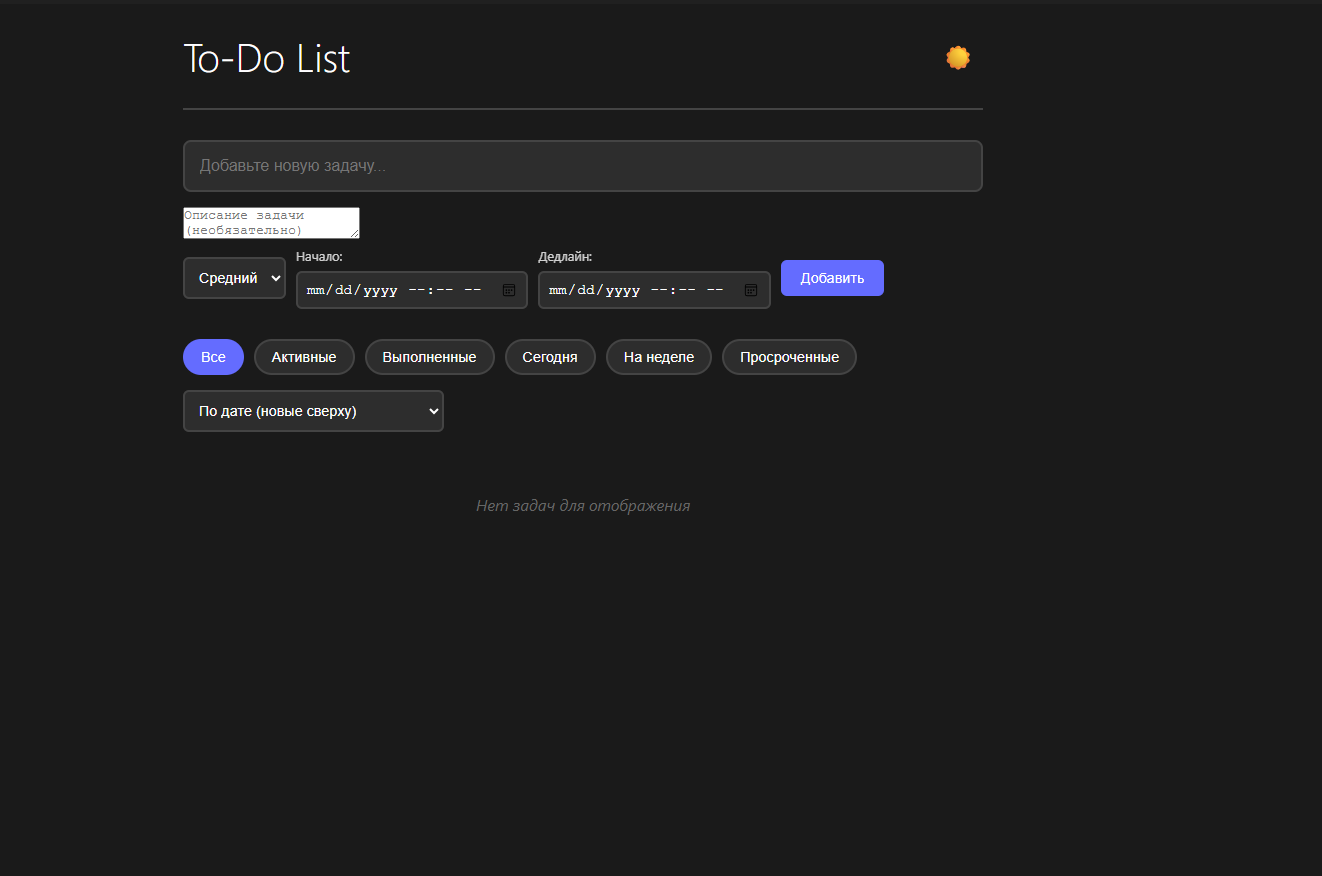 To-Do List
Добавьте новую задачу...
Описание задачи
(необязательно)
Средний
Начало:
mm/dd/yyyy --:-- --
Дедлайн:
mm/dd/yyyy --:-- --
Добавить
Все
Активные
Выполненные
Сегодня
На неделе
Просроченные
По дате (новые сверху)
Нет задач для отображения